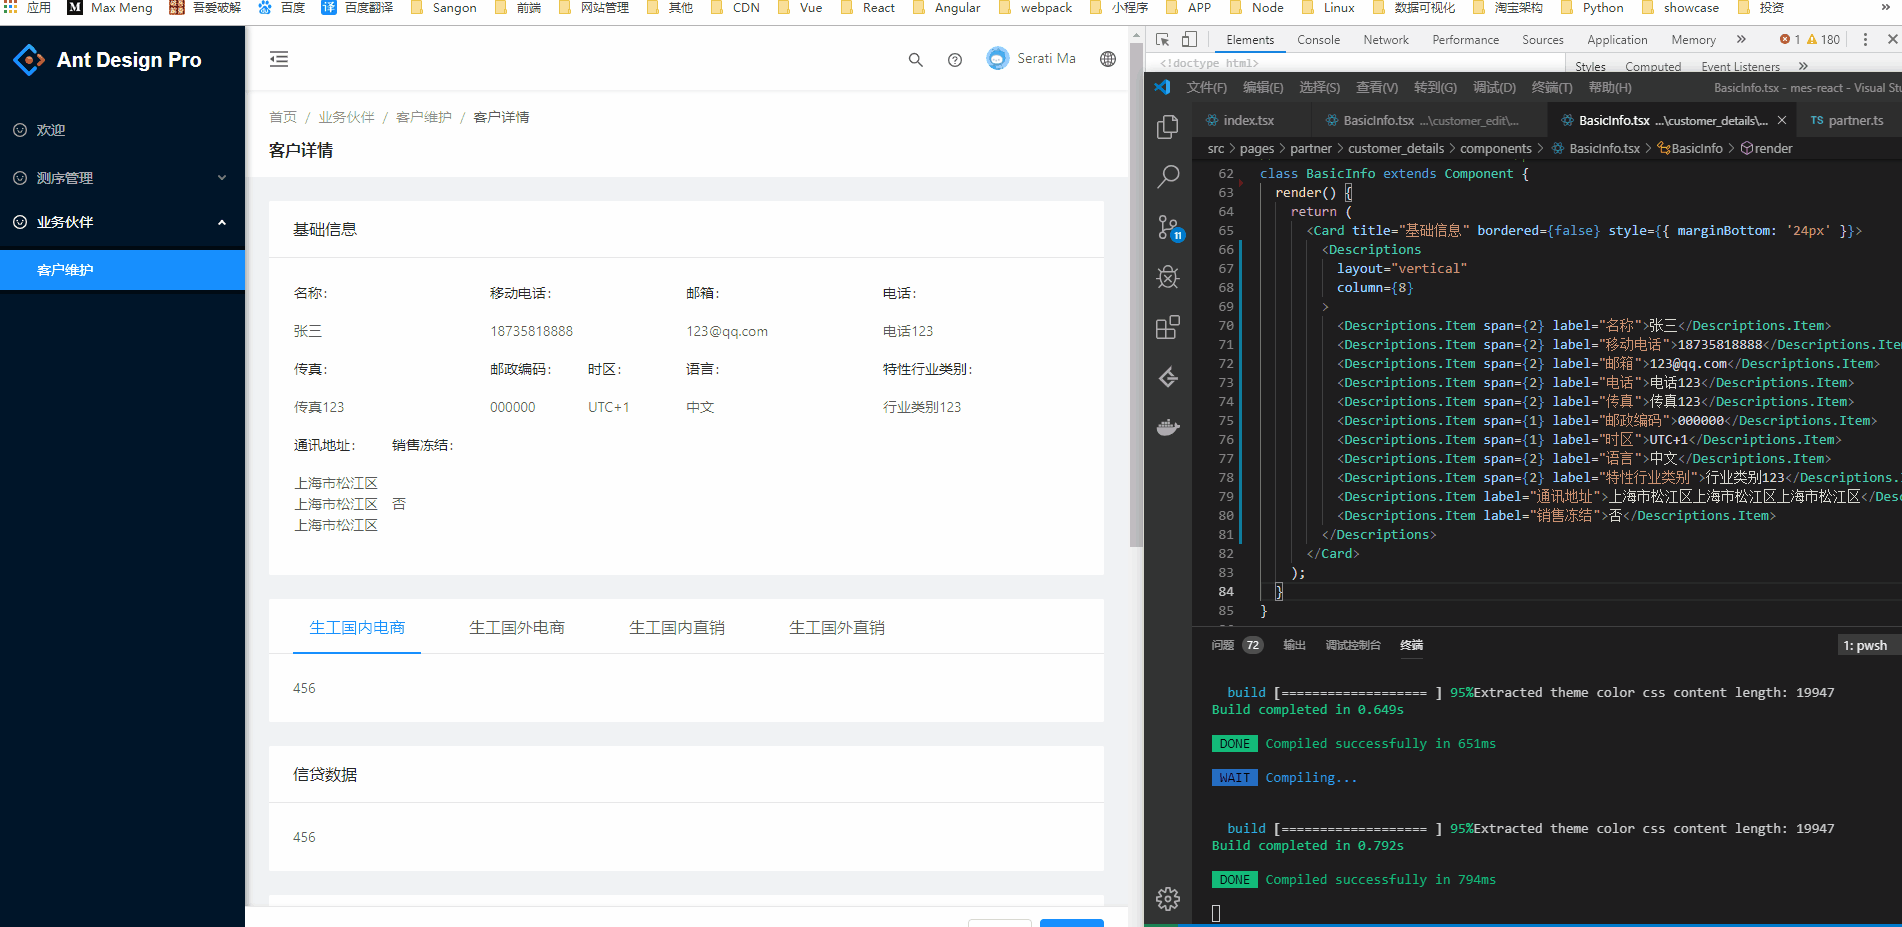 应用 Max Meng 吾爱破解 百度 译 百度翻译 Sangon 前端 网站管理 其他 CDN Vue React Angular webpack 小程序 APP Node Linux 数据可视化 淘宝架构 Python showcase 投资 »
Ant Design Pro
欢迎
测序管理
业务伙伴
客户维护
Serati Ma
首页 / 业务伙伴 / 客户维护 / 客户详情
客户详情
基础信息
名称: 移动电话: 邮箱: 电话:
张三 18735818888 123@qq.com 电话123
传真: 邮政编码: 时区: 语言: 特性行业类别:
传真123 000000 UTC+1 中文 行业类别123
通讯地址: 销售冻结:
上海市松江区
上海市松江区 否
上海市松江区
生工国内电商 生工国外电商 生工国内直销 生工国外直销
456
信贷数据
456
Elements Console Network Performance Sources Application Memory » 1 180
<!doctype html>
Styles Computed Event Listeners »
文件(F) 编辑(E) 选择(S) 查看(V) 转到(G) 调试(D) 终端(T) 帮助(H) BasicInfo.tsx - mes-react - Visual Stu
index.tsx BasicInfo.tsx ...\customer_edit\... BasicInfo.tsx ...\customer_details\... TS partner.ts
src > pages > partner > customer_details > components > BasicInfo.tsx > BasicInfo > render
11
62 class BasicInfo extends Component {
63 render() {
64 return (
65 <Card title="基础信息" bordered={false} style={{ marginBottom: '24px' }}>
66 <Descriptions
67 layout="vertical"
68 column={8}
69 >
70 <Descriptions.Item span={2} label="名称">张三</Descriptions.Item>
71 <Descriptions.Item span={2} label="移动电话">18735818888</Descriptions.Ite
72 <Descriptions.Item span={2} label="邮箱">123@qq.com</Descriptions.Item>
73 <Descriptions.Item span={2} label="电话">电话123</Descriptions.Item>
74 <Descriptions.Item span={2} label="传真">传真123</Descriptions.Item>
75 <Descriptions.Item span={1} label="邮政编码">000000</Descriptions.Item>
76 <Descriptions.Item span={1} label="时区">UTC+1</Descriptions.Item>
77 <Descriptions.Item span={2} label="语言">中文</Descriptions.Item>
78 <Descriptions.Item span={2} label="特性行业类别">行业类别123</Descriptions.
79 <Descriptions.Item label="通讯地址">上海市松江区上海市松江区上海市松江区</Des
80 <Descriptions.Item label="销售冻结">否</Descriptions.Item>
81 </Descriptions>
82 </Card>
83 );
84 }
85 }
问题 72 输出 调试控制台 终端 1: pwsh
build [=================== ] 95%Extracted theme color css content length: 19947
Build completed in 0.649s
DONE Compiled successfully in 651ms
WAIT Compiling...
build [=================== ] 95%Extracted theme color css content length: 19947
Build completed in 0.792s
DONE Compiled successfully in 794ms